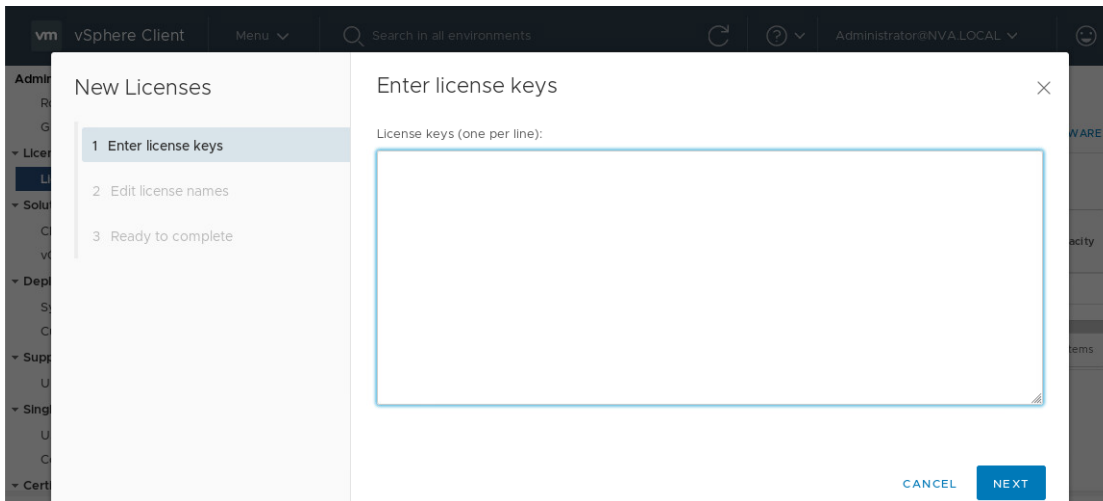 vm vSphere Client Menu Search in all environments Administrator@NVA.LOCAL
New Licenses
1 Enter license keys
2 Edit license names
3 Ready to complete
Enter license keys
License keys (one per line):
CANCEL NEXT